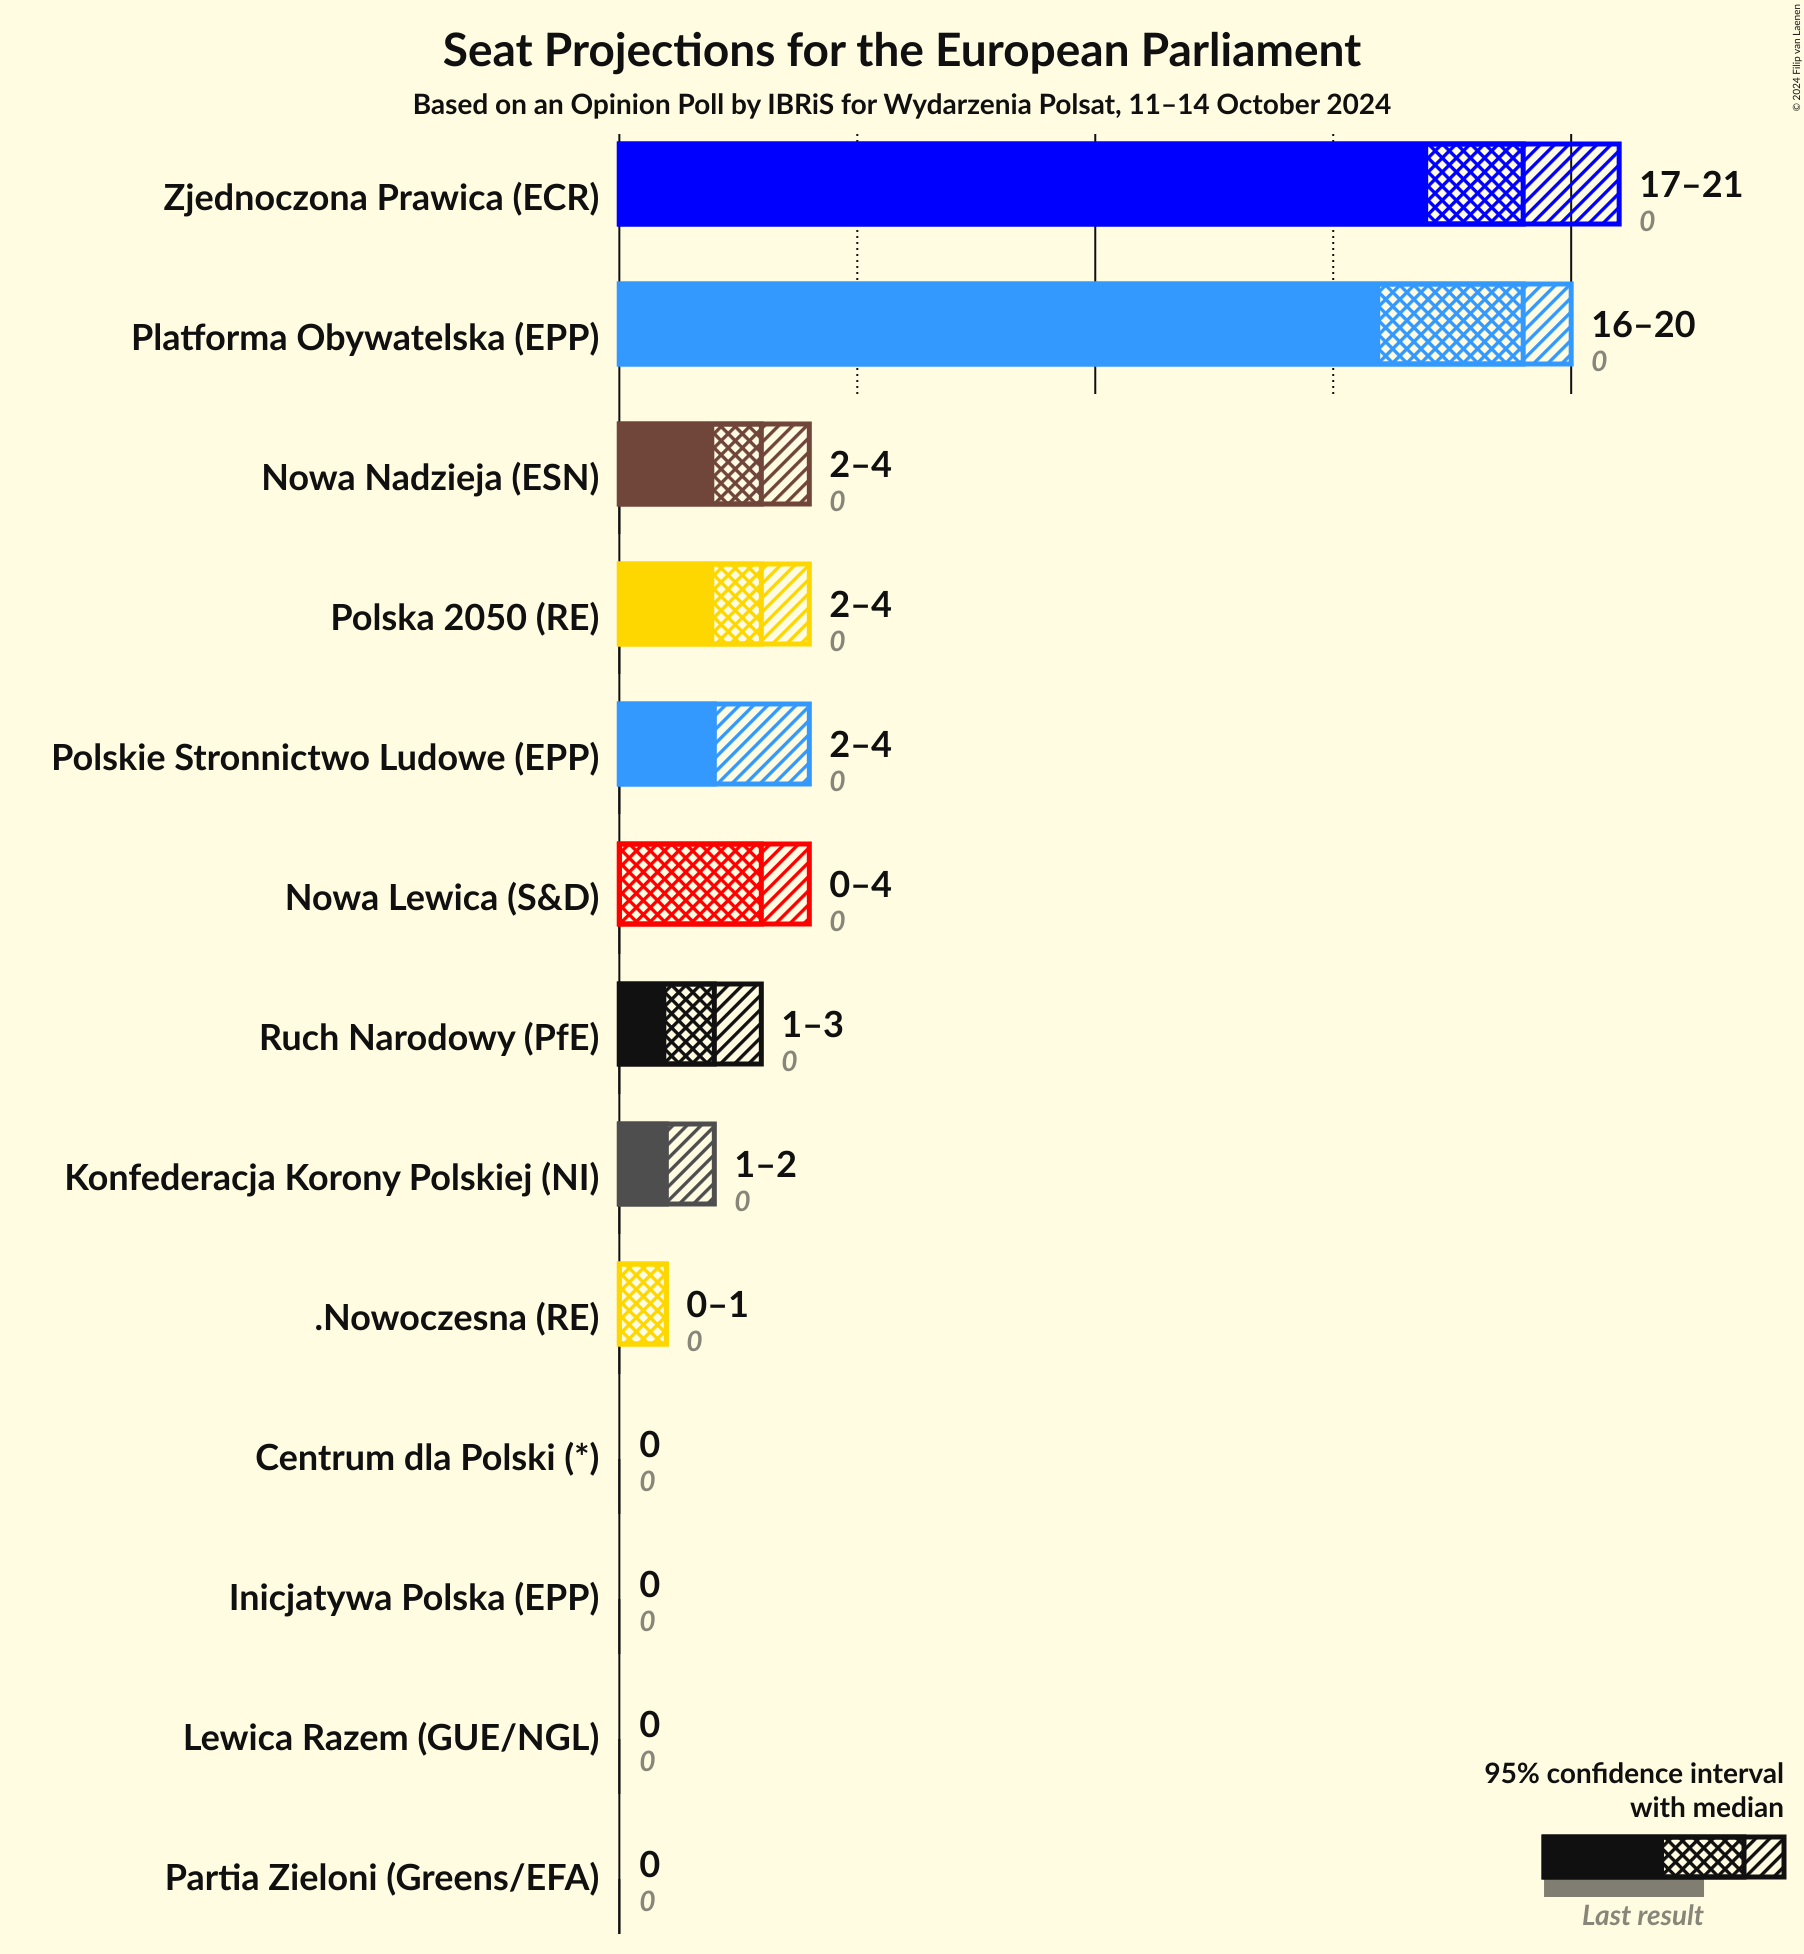 Seat Projections for the European Parliament
Based on an Opinion Poll by IBRiS for Wydarzenia Polsat, 11–14 October 2024
© 2024 Filip van Laenen
Zjednoczona Prawica (ECR)
17–21
0
Platforma Obywatelska (EPP)
16–20
0
Nowa Nadzieja (ESN)
2–4
0
Polska 2050 (RE)
2–4
0
Polskie Stronnictwo Ludowe (EPP)
2–4
0
Nowa Lewica (S&D)
0–4
0
Ruch Narodowy (PfE)
1–3
0
Konfederacja Korony Polskiej (NI)
1–2
0
.Nowoczesna (RE)
0–1
0
Centrum dla Polski (*)
0
0
Inicjatywa Polska (EPP)
0
0
Lewica Razem (GUE/NGL)
0
0
Partia Zieloni (Greens/EFA)
0
0
95% confidence interval
with median
Last result